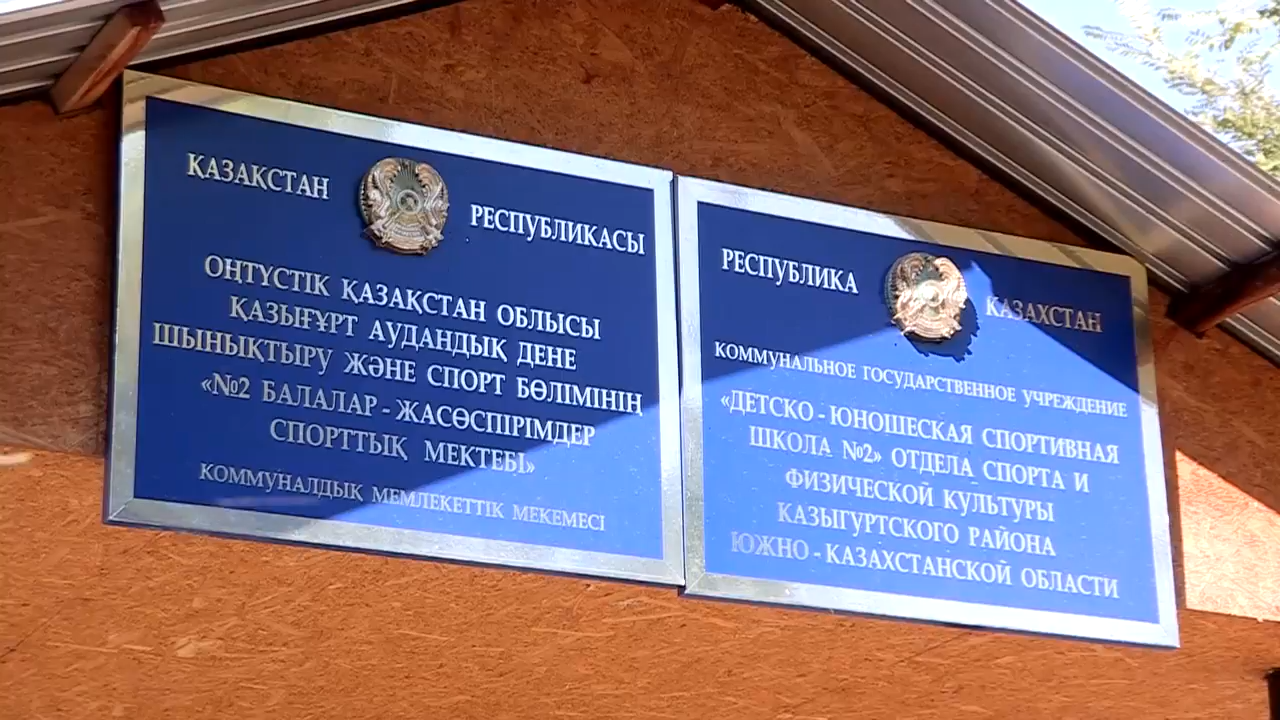 ҚАЗАҚСТАН РЕСПУБЛИКАСЫ
ОҢТҮСТІК ҚАЗАҚСТАН ОБЛЫСЫ
ҚАЗЫҒҰРТ АУДАНДЫҚ ДЕНЕ
ШЫНЫҚТЫРУ ЖӘНЕ СПОРТ БӨЛІМІНІҢ
«№2 БАЛАЛАР - ЖАСӨСПІРІМДЕР
СПОРТТЫҚ МЕКТЕБІ»
КОММУНАЛДЫҚ МЕМЛЕКЕТТІК МЕКЕМЕСІ
РЕСПУБЛИКА КАЗАХСТАН
КОММУНАЛЬНОЕ ГОСУДАРСТВЕННОЕ УЧРЕЖДЕНИЕ
«ДЕТСКО - ЮНОШЕСКАЯ СПОРТИВНАЯ
ШКОЛА №2» ОТДЕЛА СПОРТА И
ФИЗИЧЕСКОЙ КУЛЬТУРЫ
КАЗЫГУРТСКОГО РАЙОНА
ЮЖНО - КАЗАХСТАНСКОЙ ОБЛАСТИ